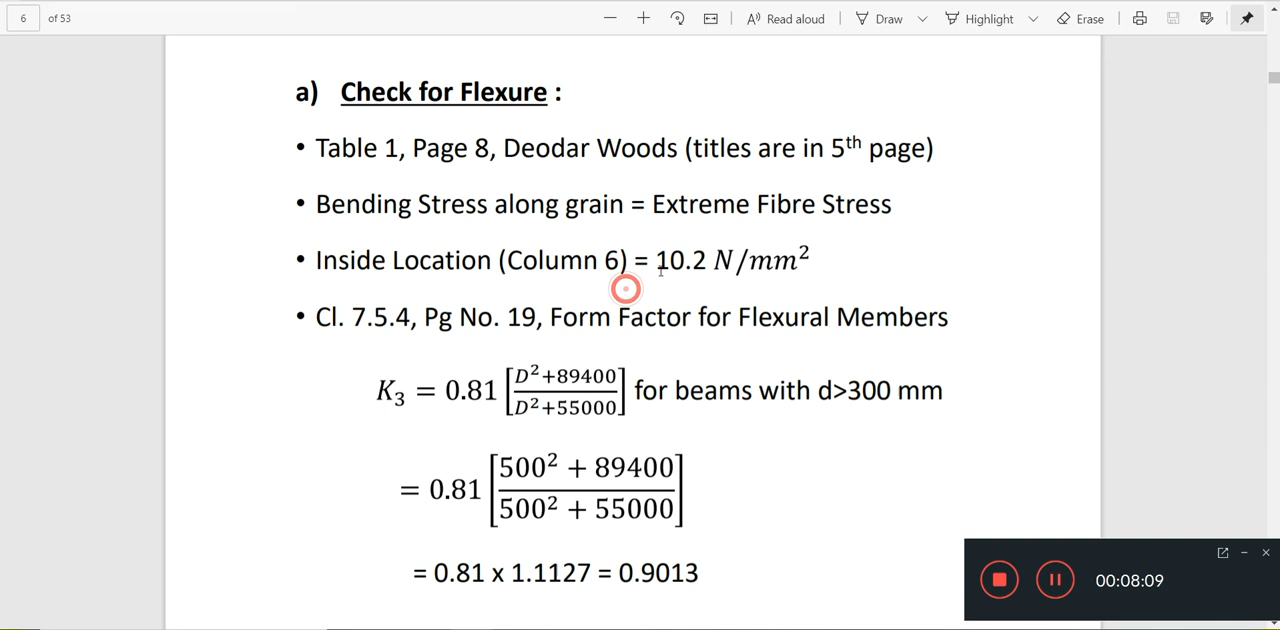 6 of 53 Read aloud Draw Highlight Erase
a) Check for Flexure :
• Table 1, Page 8, Deodar Woods (titles are in 5th page)
• Bending Stress along grain = Extreme Fibre Stress
• Inside Location (Column 6) = 10.2 N/mm²
• Cl. 7.5.4, Pg No. 19, Form Factor for Flexural Members
K₃ = 0.81 [D²+89400 / D²+55000] for beams with d>300 mm
= 0.81 [500² + 89400 / 500² + 55000]
= 0.81 x 1.1127 = 0.9013
00:08:09